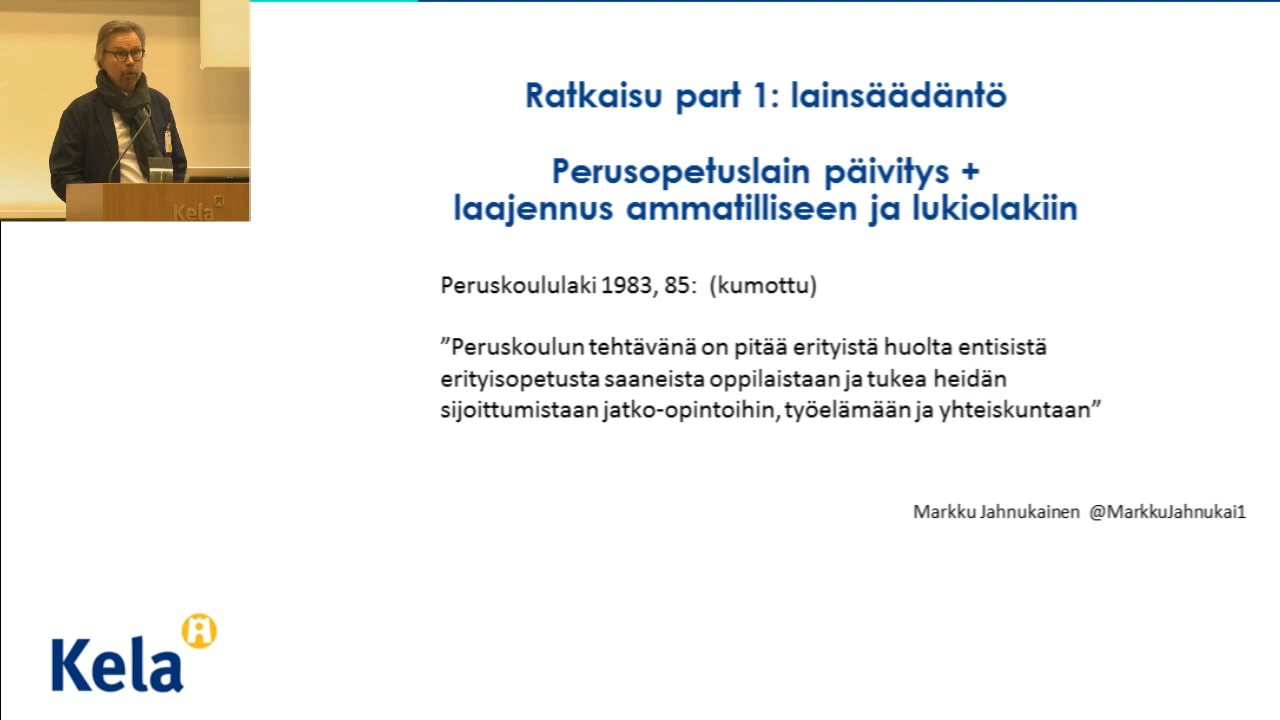 Ratkaisu part 1: lainsäädäntö
Perusopetuslain päivitys +
laajennus ammatilliseen ja lukiolakiin
Peruskoululaki 1983, 85: (kumottu)
”Peruskoulun tehtävänä on pitää erityistä huolta entisistä
erityisopetusta saaneista oppilaistaan ja tukea heidän
sijoittumistaan jatko-opintoihin, työelämään ja yhteiskuntaan”
Markku Jahnukainen @MarkkuJahnukai1
Kela
Kela